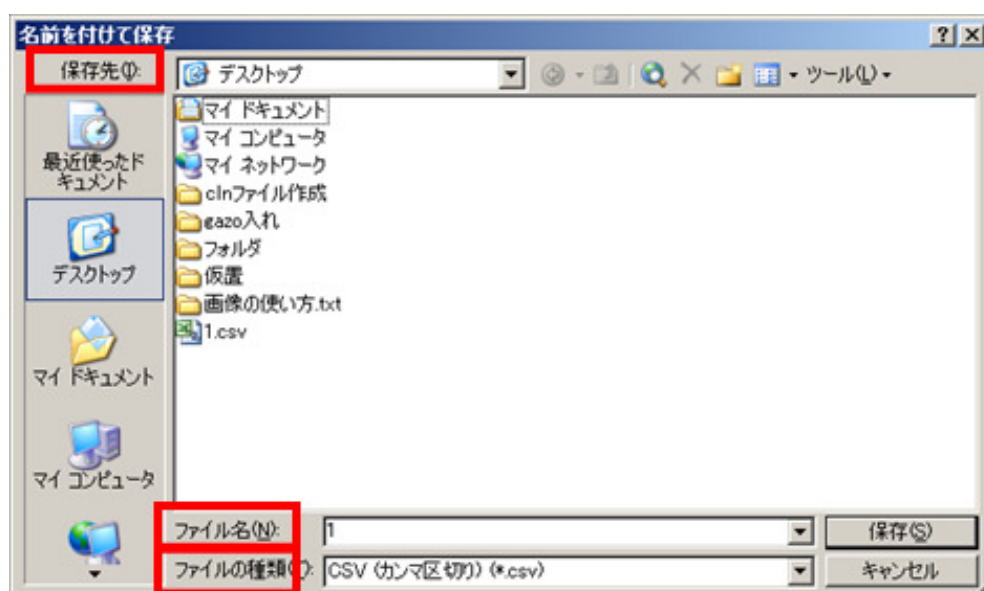 名前を付けて保存
保存先(I):
デスクトップ
ツール(L)
最近使ったド
キュメント
デスクトップ
マイ ドキュメント
マイ コンピュータ
マイ ドキュメント
マイ コンピュータ
マイ ネットワーク
clnファイル作成
gazo入れ
フォルダ
仮置
画像の使い方.txt
1.csv
ファイル名(N):
1
保存(S)
ファイルの種類(T):
CSV (カンマ区切り) (*.csv)
キャンセル